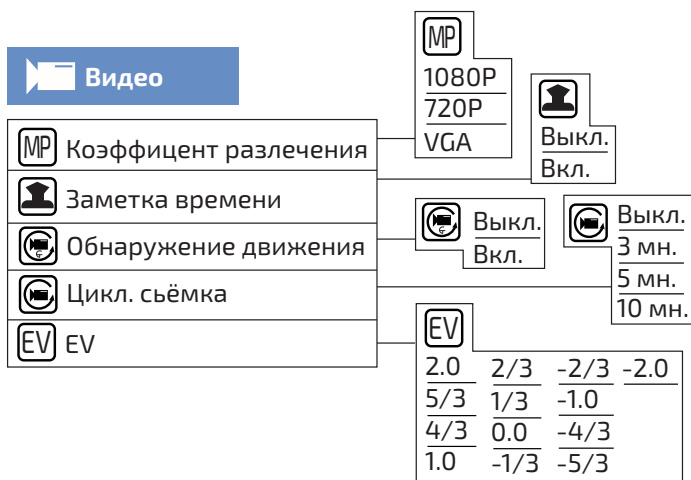 Видео
MP Коэффицент разлечения
Заметка времени
Обнаружение движения
Цикл. сьёмка
EV EV
MP
1080P
720P
VGA
Выкл.
Вкл.
Выкл.
Вкл.
Выкл.
3 мн.
5 мн.
10 мн.
EV
2.0 2/3 -2/3 -2.0
5/3 1/3 -1.0
4/3 0.0 -4/3
1.0 -1/3 -5/3